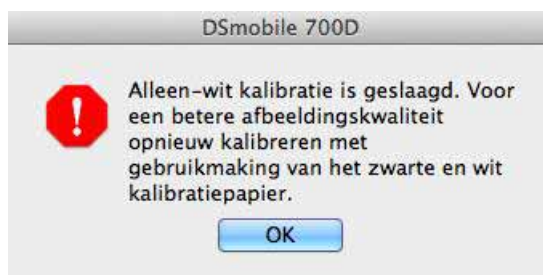 DSmobile 700D
Alleen-wit kalibratie is geslaagd. Voor
een betere afbeeldingskwaliteit
opnieuw kalibreren met
gebruikmaking van het zwarte en wit
kalibratiepapier.
OK